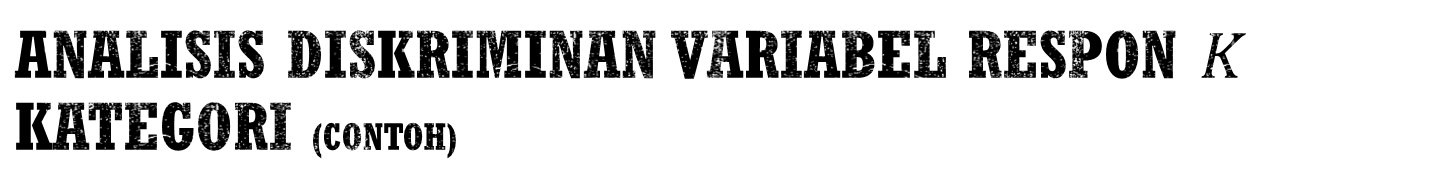 ANALISIS DISKRIMINAN VARIABEL RESPON K
KATEGORI (CONTOH)